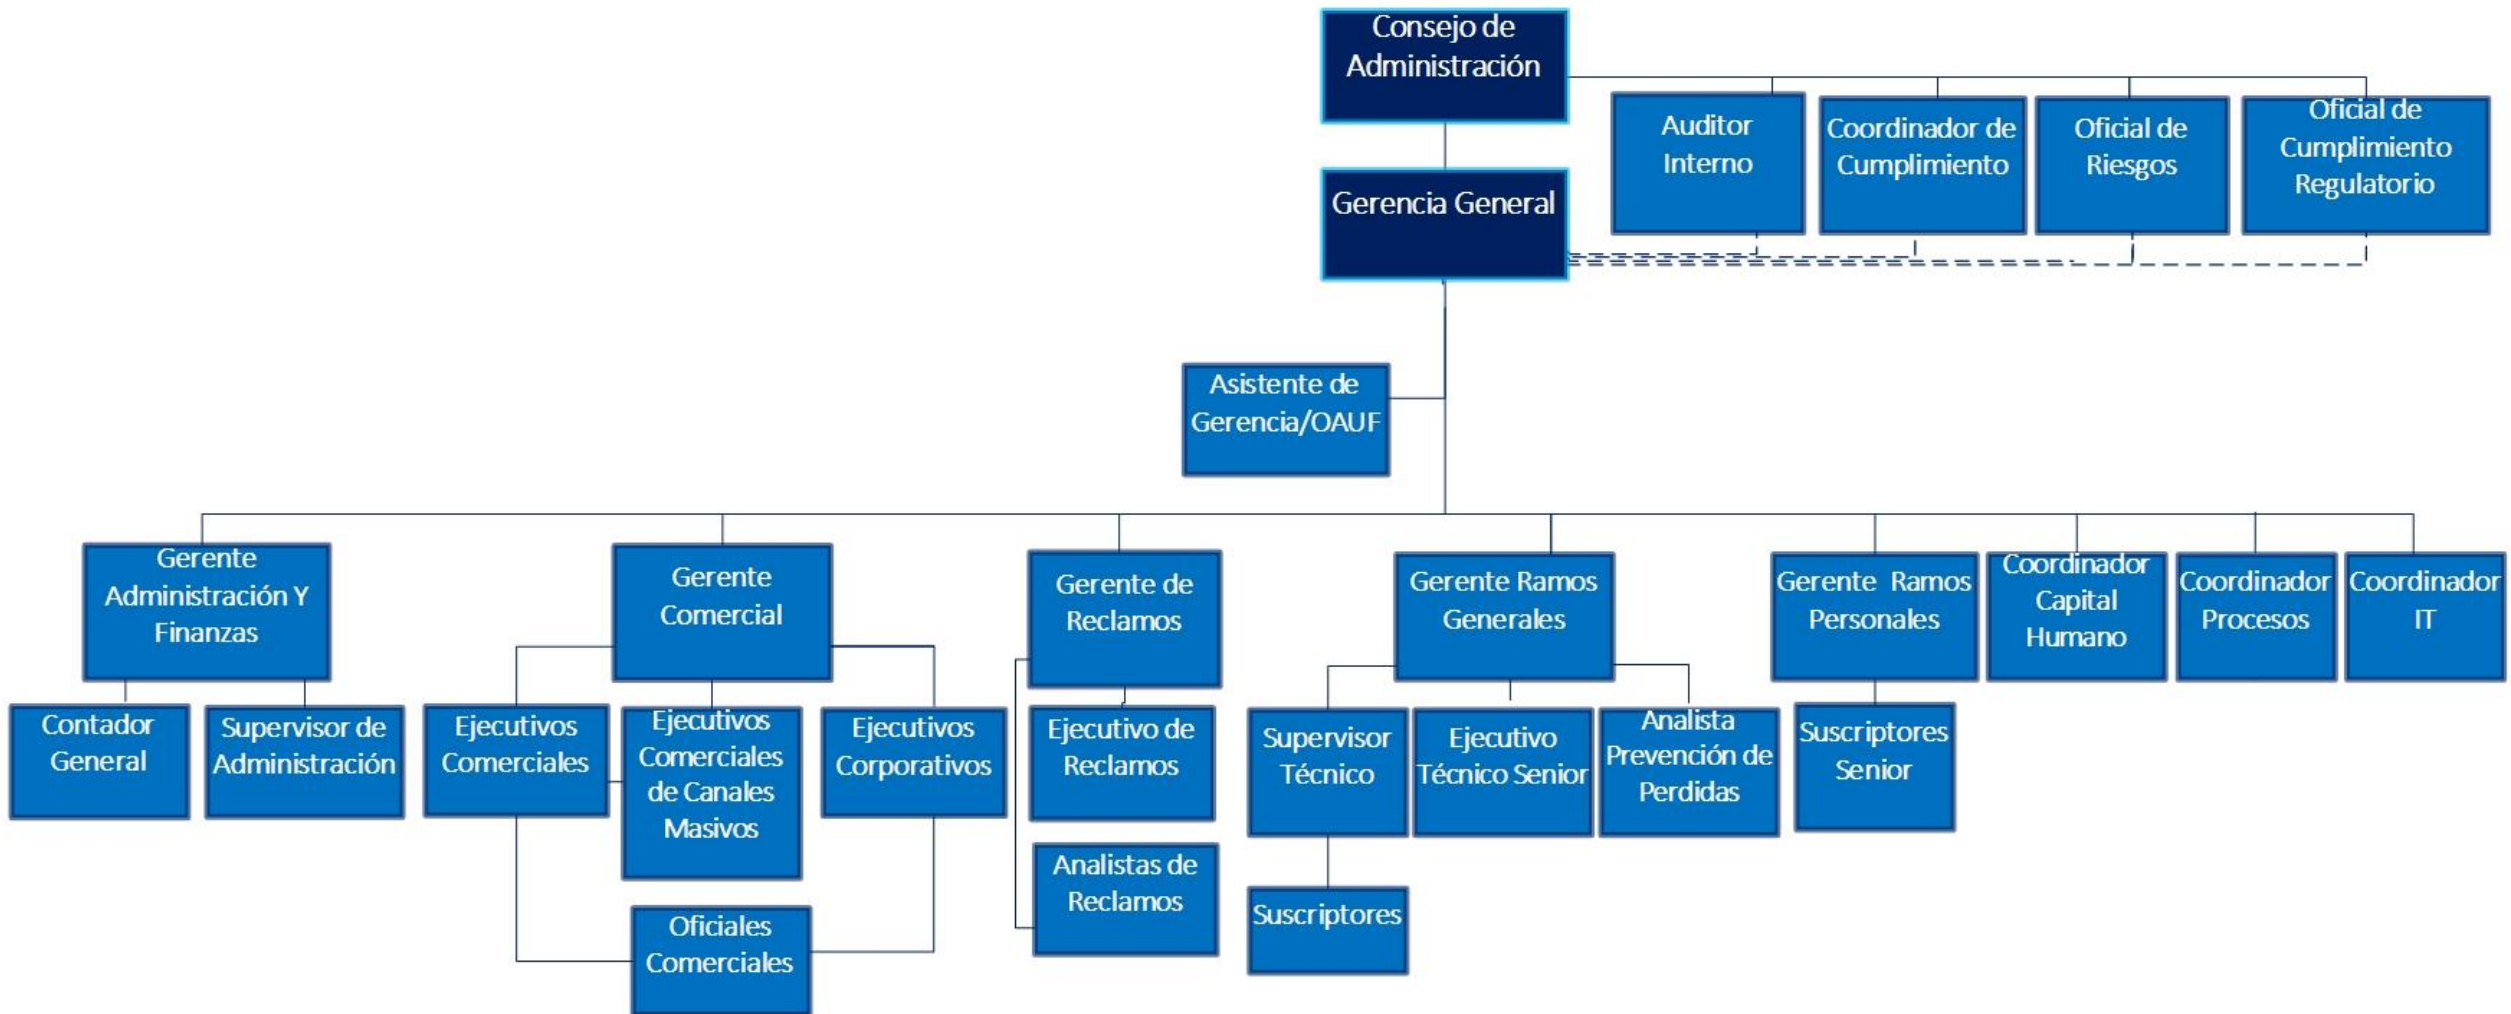 Consejo de
Administración
Auditor
Interno
Coordinador de
Cumplimiento
Oficial de
Riesgos
Oficial de
Cumplimiento
Regulatorio
Gerencia General
Asistente de
Gerencia/OAUF
Gerente
Administración Y
Finanzas
Gerente
Comercial
Gerente de
Reclamos
Gerente Ramos
Generales
Gerente Ramos
Personales
Coordinador
Capital
Humano
Coordinador
Procesos
Coordinador
IT
Contador
General
Supervisor de
Administración
Ejecutivos
Comerciales
Ejecutivos
Comerciales
de Canales
Masivos
Ejecutivos
Corporativos
Ejecutivo de
Reclamos
Supervisor
Técnico
Ejecutivo
Técnico Senior
Analista
Prevención de
Perdidas
Suscriptores
Senior
Analistas de
Reclamos
Suscriptores
Oficiales
Comerciales